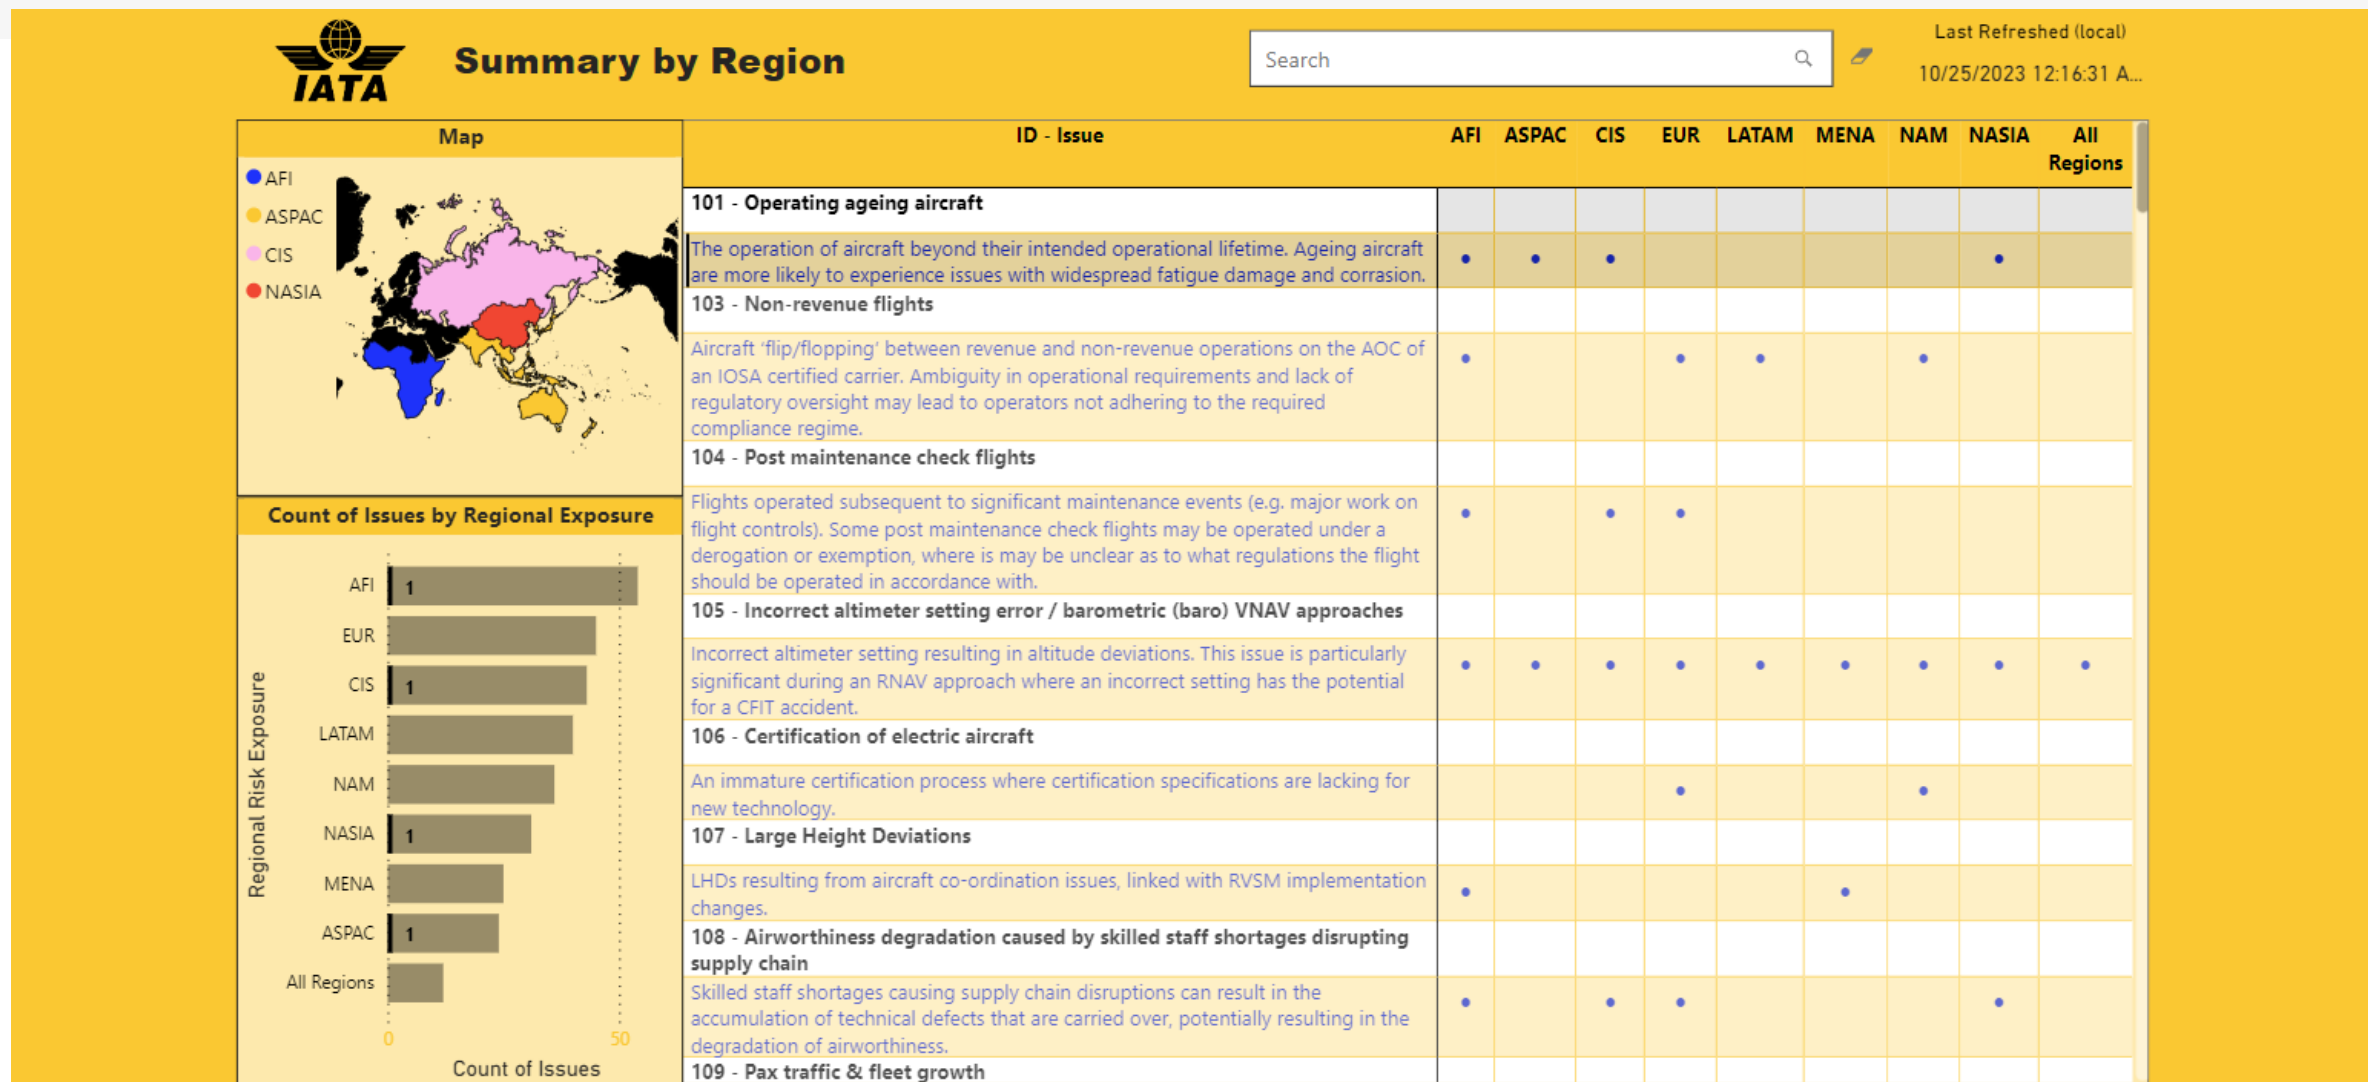 IATA
Summary by Region
Search
Last Refreshed (local)
10/25/2023 12:16:31 A...
Map
AFI
ASPAC
CIS
NASIA
Count of Issues by Regional Exposure
Regional Risk Exposure
AFI 1
EUR
CIS 1
LATAM
NAM
NASIA 1
MENA
ASPAC 1
All Regions
0 50
Count of Issues
ID - Issue AFI ASPAC CIS EUR LATAM MENA NAM NASIA All
Regions
101 - Operating ageing aircraft
The operation of aircraft beyond their intended operational lifetime. Ageing aircraft
are more likely to experience issues with widespread fatigue damage and corrasion.
103 - Non-revenue flights
Aircraft ‘flip/flopping’ between revenue and non-revenue operations on the AOC of
an IOSA certified carrier. Ambiguity in operational requirements and lack of
regulatory oversight may lead to operators not adhering to the required
compliance regime.
104 - Post maintenance check flights
Flights operated subsequent to significant maintenance events (e.g. major work on
flight controls). Some post maintenance check flights may be operated under a
derogation or exemption, where is may be unclear as to what regulations the flight
should be operated in accordance with.
105 - Incorrect altimeter setting error / barometric (baro) VNAV approaches
Incorrect altimeter setting resulting in altitude deviations. This issue is particularly
significant during an RNAV approach where an incorrect setting has the potential
for a CFIT accident.
106 - Certification of electric aircraft
An immature certification process where certification specifications are lacking for
new technology.
107 - Large Height Deviations
LHDs resulting from aircraft co-ordination issues, linked with RVSM implementation
changes.
108 - Airworthiness degradation caused by skilled staff shortages disrupting
supply chain
Skilled staff shortages causing supply chain disruptions can result in the
accumulation of technical defects that are carried over, potentially resulting in the
degradation of airworthiness.
109 - Pax traffic & fleet growth